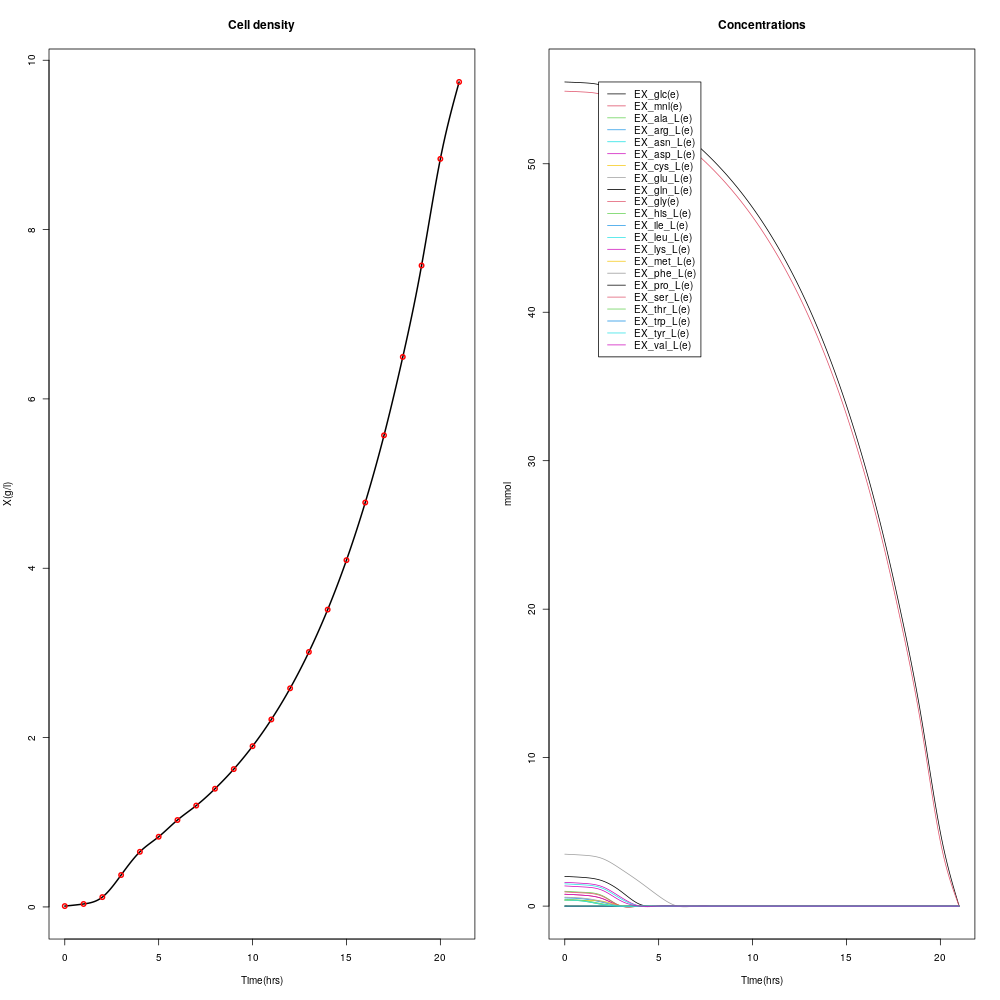 Cell density
X(g/l)
10
8
6
4
2
0
0 5 10 15 20
Time(hrs)
Concentrations
mmol
50
40
30
20
10
0
EX_glc(e)
EX_mnl(e)
EX_ala_L(e)
EX_arg_L(e)
EX_asn_L(e)
EX_asp_L(e)
EX_cys_L(e)
EX_glu_L(e)
EX_gln_L(e)
EX_gly(e)
EX_his_L(e)
EX_ile_L(e)
EX_leu_L(e)
EX_lys_L(e)
EX_met_L(e)
EX_phe_L(e)
EX_pro_L(e)
EX_ser_L(e)
EX_thr_L(e)
EX_trp_L(e)
EX_tyr_L(e)
EX_val_L(e)
0 5 10 15 20
Time(hrs)